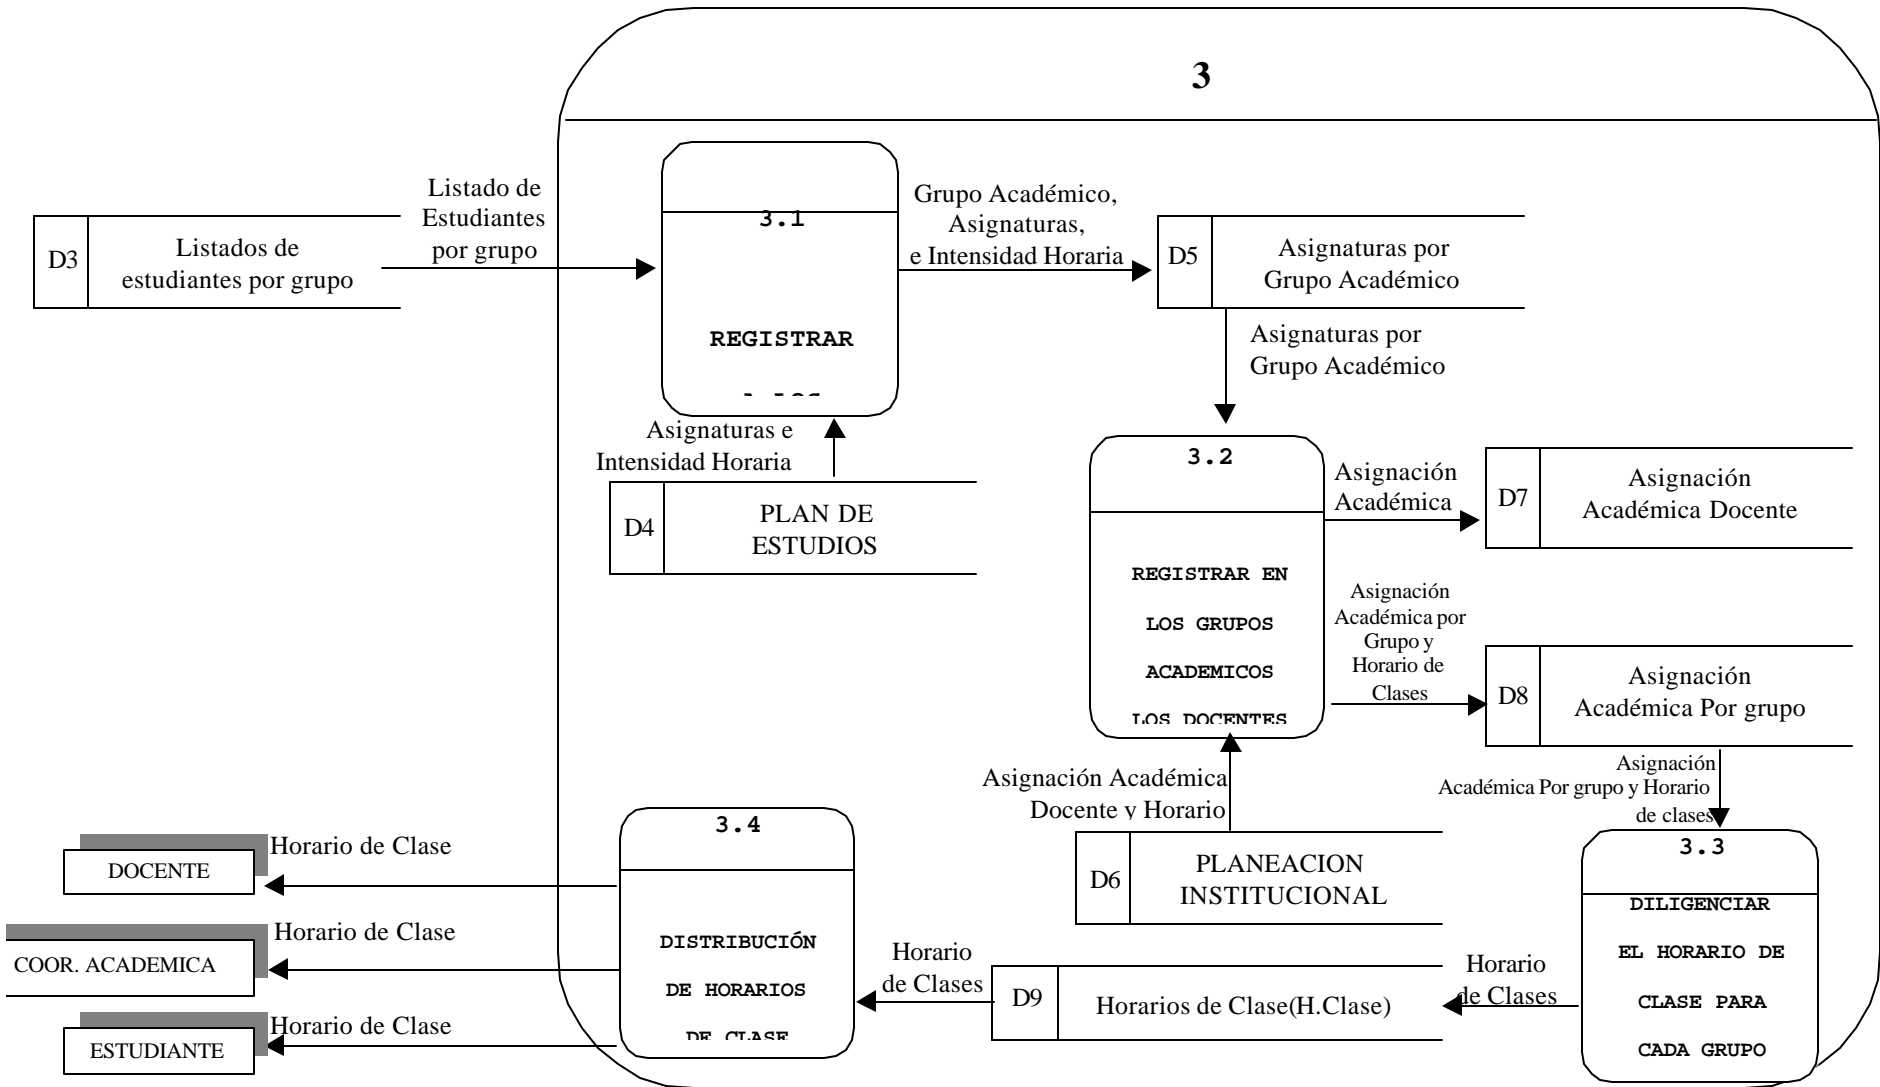 3
Listado de
Estudiantes
por grupo
D3
Listados de
estudiantes por grupo
3.1
REGISTRAR
Grupo Académico,
Asignaturas,
e Intensidad Horaria
D5
Asignaturas por
Grupo Académico
Asignaturas por
Grupo Académico
Asignaturas e
Intensidad Horaria
D4
PLAN DE
ESTUDIOS
3.2
REGISTRAR EN
LOS GRUPOS
ACADEMICOS
LOS DOCENTES
Asignación
Académica
D7
Asignación
Académica Docente
Asignación
Académica por
Grupo y
Horario de
Clases
D8
Asignación
Académica Por grupo
Asignación
Académica Por grupo y Horario
de clases
Asignación Académica
Docente y Horario
D6
PLANEACION
INSTITUCIONAL
3.3
DILIGENCIAR
EL HORARIO DE
CLASE PARA
CADA GRUPO
Horario
de Clases
D9
Horarios de Clase(H.Clase)
Horario
de Clases
3.4
DISTRIBUCIÓN
DE HORARIOS
DE CLASE
Horario de Clase
DOCENTE
Horario de Clase
COOR. ACADEMICA
Horario de Clase
ESTUDIANTE